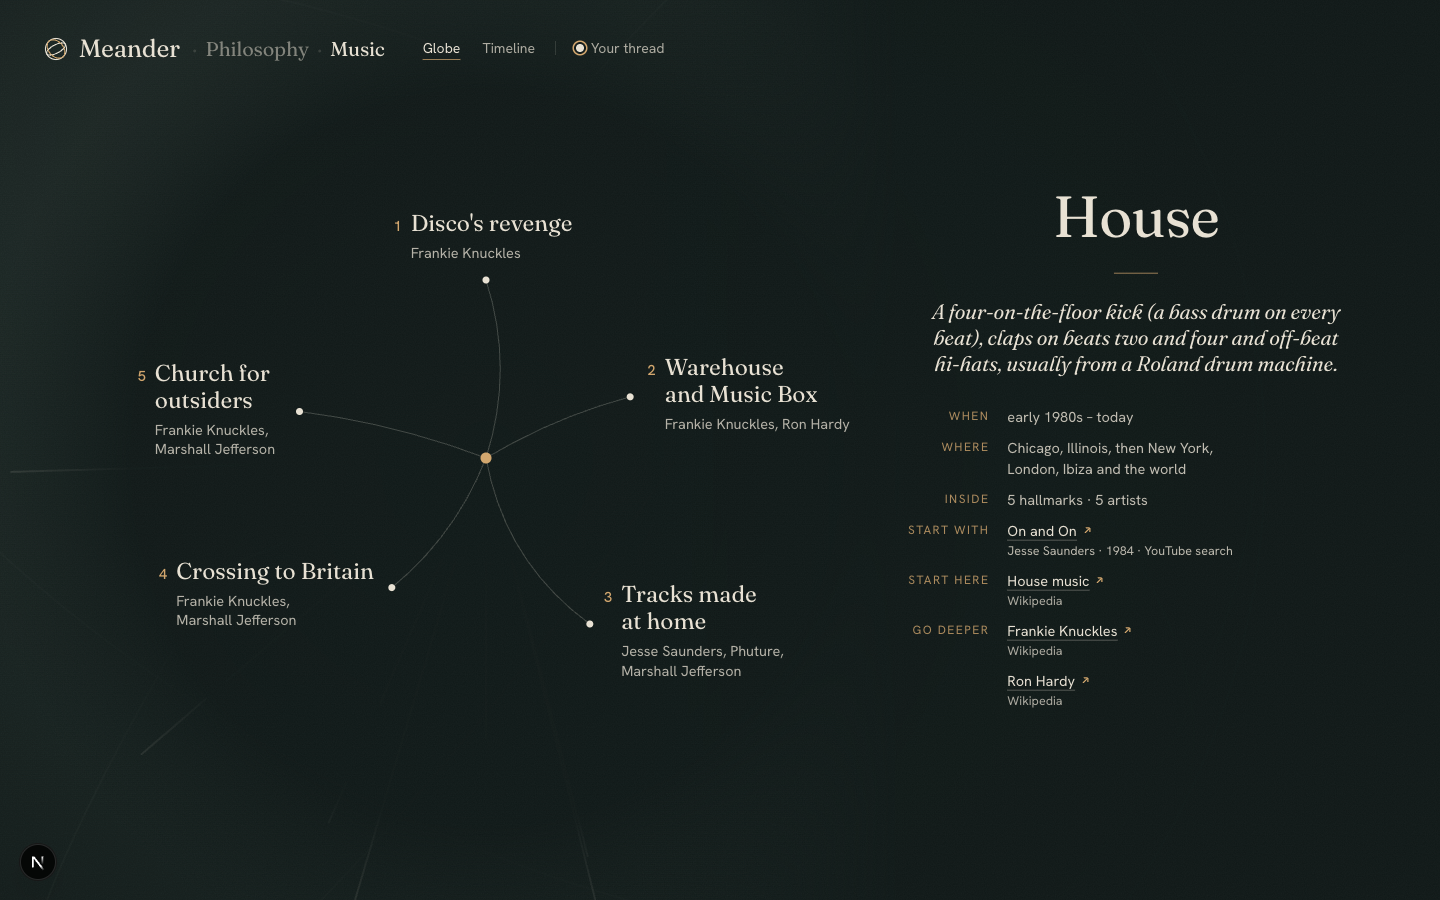 Meander · Philosophy · Music
Globe
Timeline
Your thread
1 Disco's revenge
Frankie Knuckles
2 Warehouse
and Music Box
Frankie Knuckles, Ron Hardy
3 Tracks made
at home
Jesse Saunders, Phuture,
Marshall Jefferson
4 Crossing to Britain
Frankie Knuckles,
Marshall Jefferson
5 Church for
outsiders
Frankie Knuckles,
Marshall Jefferson
House
A four-on-the-floor kick (a bass drum on every
beat), claps on beats two and four and off-beat
hi-hats, usually from a Roland drum machine.
WHEN early 1980s – today
WHERE Chicago, Illinois, then New York,
London, Ibiza and the world
INSIDE 5 hallmarks · 5 artists
START WITH On and On ↗
Jesse Saunders · 1984 · YouTube search
START HERE House music ↗
Wikipedia
GO DEEPER Frankie Knuckles ↗
Wikipedia
Ron Hardy ↗
Wikipedia
N